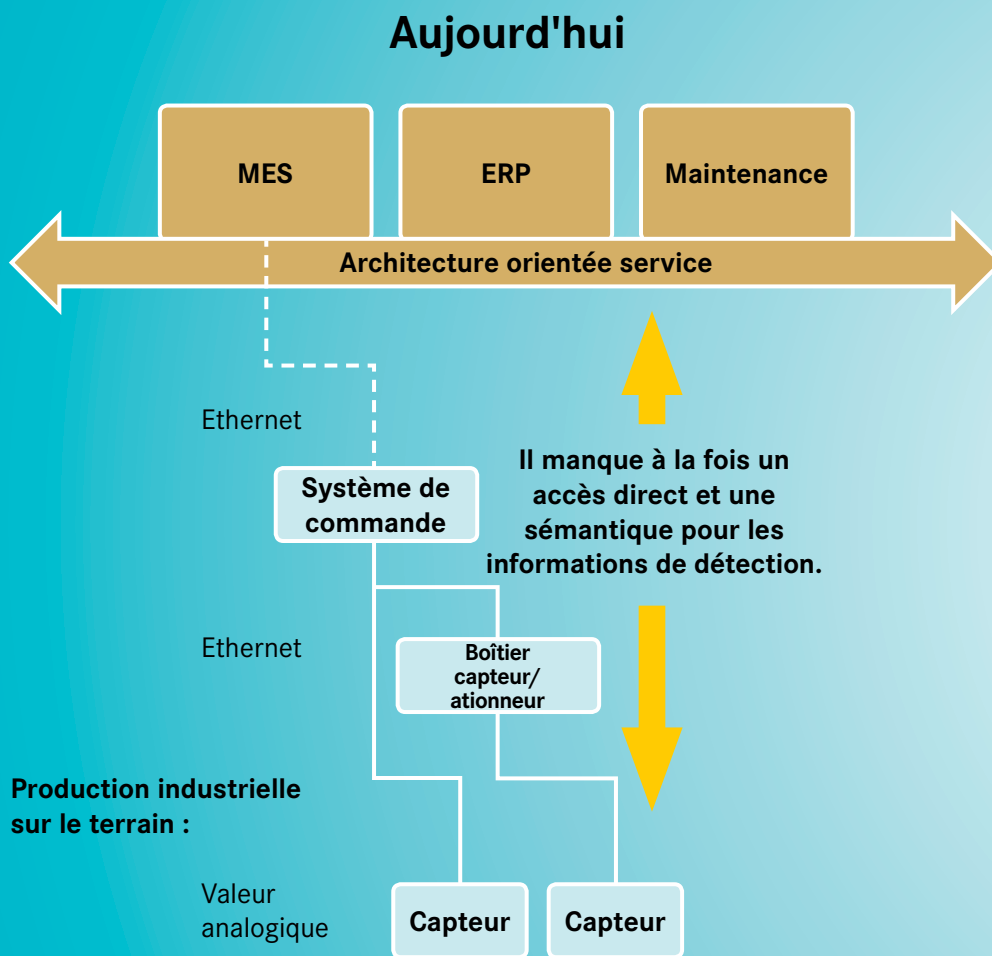 Aujourd'hui
MES
ERP
Maintenance
Architecture orientée service
Ethernet
Système de
commande
Il manque à la fois un
accès direct et une
sémantique pour les
informations de détection.
Ethernet
Boîtier
capteur/
ationneur
Production industrielle
sur le terrain :
Valeur
analogique
Capteur
Capteur